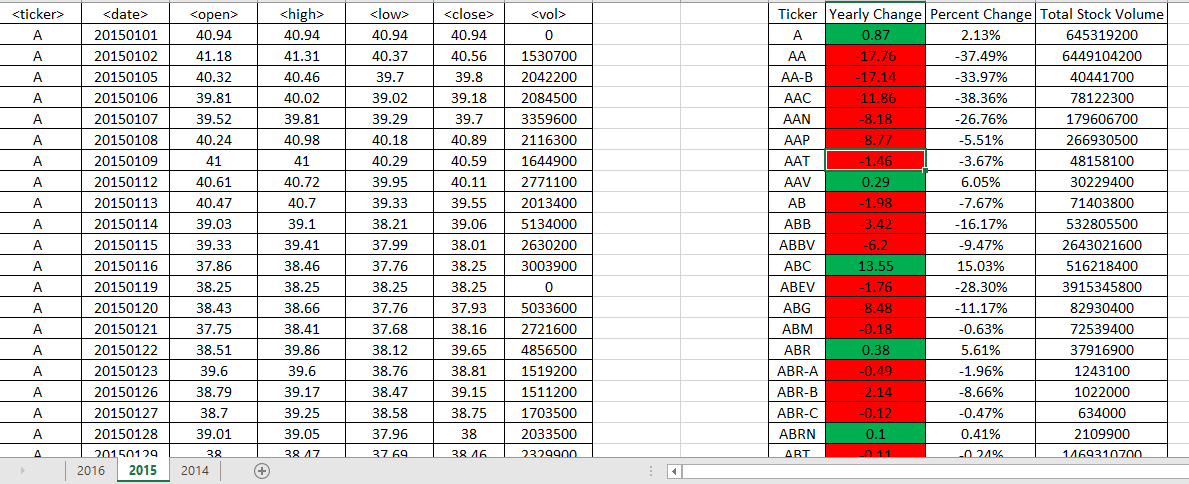 <ticker> <date> <open> <high> <low> <close> <vol> Ticker Yearly Change Percent Change Total Stock Volume
A 20150101 40.94 40.94 40.94 40.94 0 A 0.87 2.13% 645319200
A 20150102 41.18 41.31 40.37 40.56 1530700 AA -17.76 -37.49% 6449104200
A 20150105 40.32 40.46 39.7 39.8 2042200 AA-B -17.14 -33.97% 40441700
A 20150106 39.81 40.02 39.02 39.18 2084500 AAC -11.86 -38.36% 78122300
A 20150107 39.52 39.81 39.29 39.7 3359600 AAN -8.18 -26.76% 179606700
A 20150108 40.24 40.98 40.18 40.89 2116300 AAP -8.77 -5.51% 266930500
A 20150109 41 41 40.29 40.59 1644900 AAT -1.46 -3.67% 48158100
A 20150112 40.61 40.72 39.95 40.11 2771100 AAV 0.29 6.05% 30229400
A 20150113 40.47 40.7 39.33 39.55 2013400 AB -1.98 -7.67% 71403800
A 20150114 39.03 39.1 38.21 39.06 5134000 ABB -3.42 -16.17% 532805500
A 20150115 39.33 39.41 37.99 38.01 2630200 ABBV -6.2 -9.47% 2643021600
A 20150116 37.86 38.46 37.76 38.25 3003900 ABC 13.55 15.03% 516218400
A 20150119 38.25 38.25 38.25 38.25 0 ABEV -1.76 -28.30% 3915345800
A 20150120 38.43 38.66 37.76 37.93 5033600 ABG -8.48 -11.17% 82930400
A 20150121 37.75 38.41 37.68 38.16 2721600 ABM -0.18 -0.63% 72539400
A 20150122 38.51 39.86 38.12 39.65 4856500 ABR 0.38 5.61% 37916900
A 20150123 39.6 39.6 38.76 38.81 1519200 ABR-A -0.49 -1.96% 1243100
A 20150126 38.79 39.17 38.47 39.15 1511200 ABR-B -2.14 -8.66% 1022000
A 20150127 38.7 39.25 38.58 38.75 1703500 ABR-C -0.12 -0.47% 634000
A 20150128 39.01 39.05 37.96 38 2033500 ABRN 0.1 0.41% 2109900
A 20150129 38 38.47 37.69 38.46 2329900 ABT -0.11 -0.24% 1469310700
2016 2015 2014